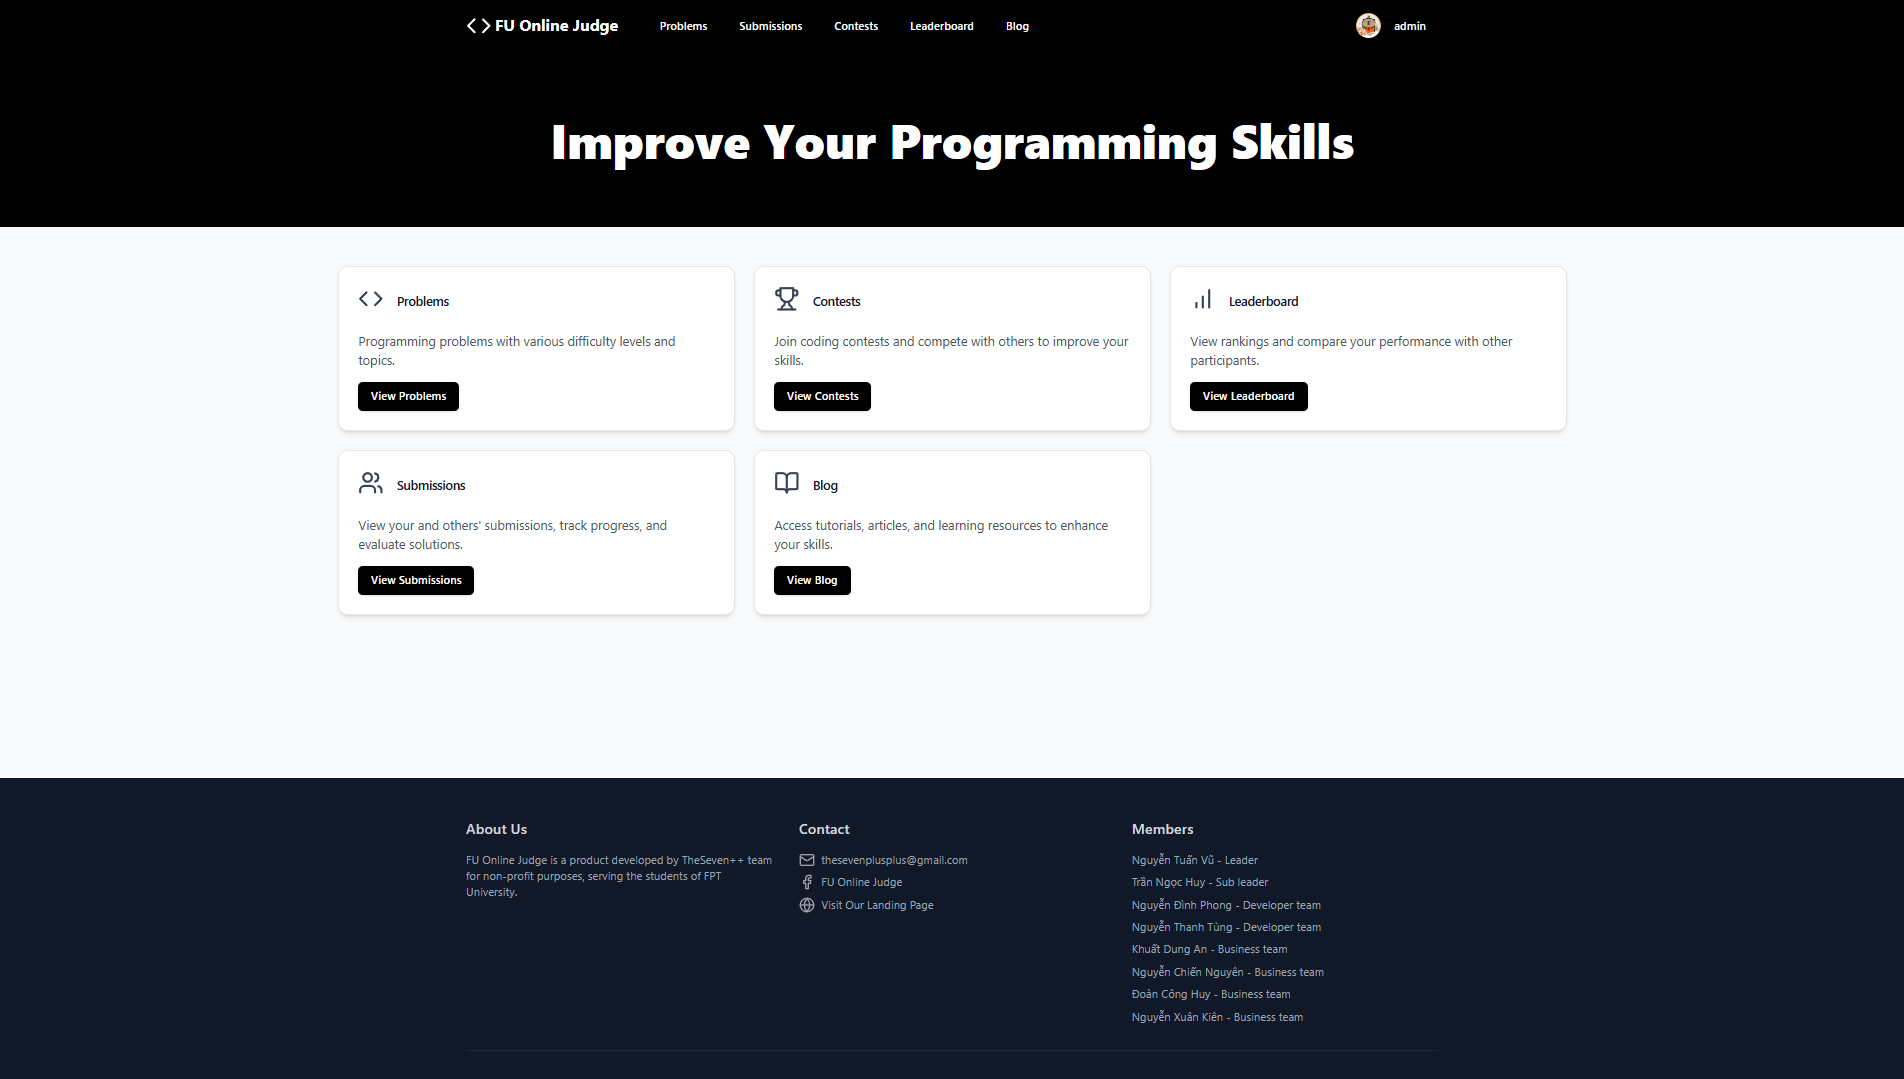 FU Online Judge
Problems
Submissions
Contests
Leaderboard
Blog
admin
Improve Your Programming Skills
Problems
Programming problems with various difficulty levels and
topics.
View Problems
Contests
Join coding contests and compete with others to improve your
skills.
View Contests
Leaderboard
View rankings and compare your performance with other
participants.
View Leaderboard
Submissions
View your and others' submissions, track progress, and
evaluate solutions.
View Submissions
Blog
Access tutorials, articles, and learning resources to enhance
your skills.
View Blog
About Us
FU Online Judge is a product developed by TheSeven++ team
for non-profit purposes, serving the students of FPT
University.
Contact
thesevenplusplus@gmail.com
FU Online Judge
Visit Our Landing Page
Members
Nguyễn Tuấn Vũ - Leader
Trần Ngọc Huy - Sub leader
Nguyễn Đình Phong - Developer team
Nguyễn Thanh Tùng - Developer team
Khuất Dung An - Business team
Nguyễn Chiến Nguyên - Business team
Đoàn Công Huy - Business team
Nguyễn Xuân Kiên - Business team